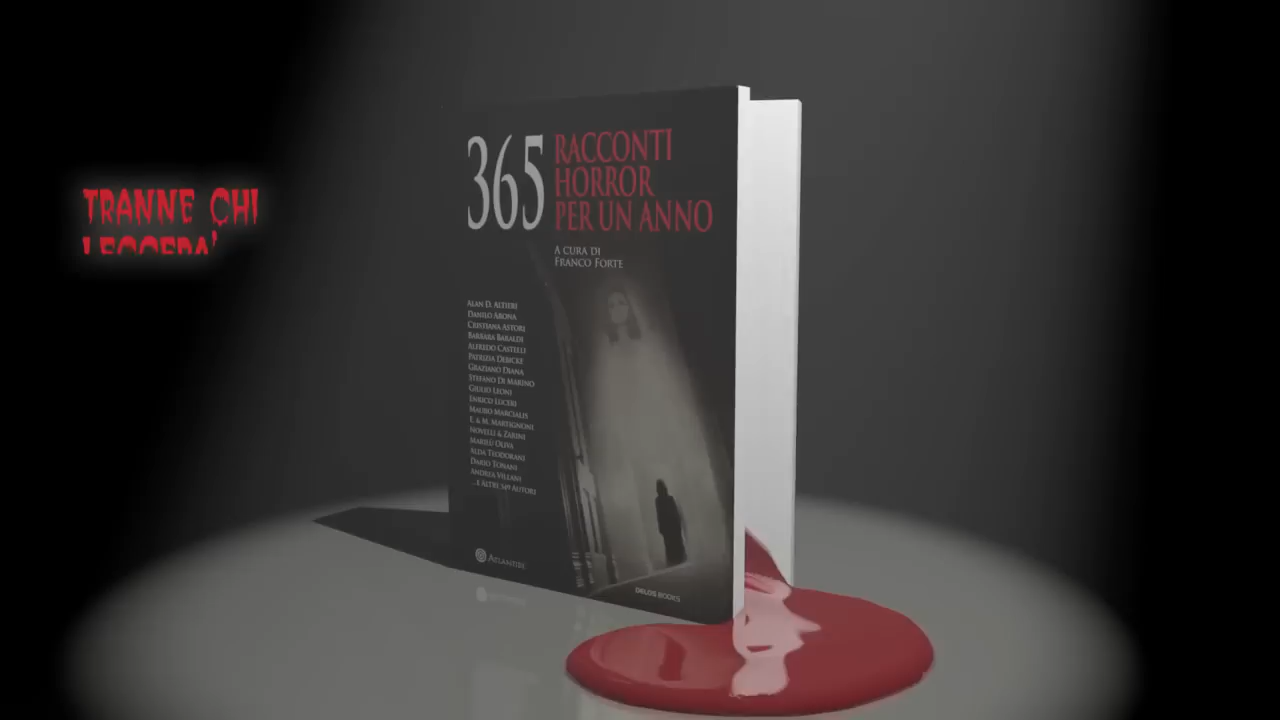 TRANNE CHI
LEGGERA'
365
RACCONTI
HORROR
PER UN ANNO
A CURA DI
FRANCO FORTE
ALAN D. ALTIERI
DANILO ARONA
CRISTIANA ASTORI
BARBARA BARALDI
ALFREDO CASTELLI
PATRIZIA DEBICKE
GRAZIANO DIANA
STEFANO DI MARINO
GIULIO LEONI
ENRICO LUCERI
MAURO MARCIALIS
E. & M. MARTIGNONI
NOVELLI & ZARINI
MARILÙ OLIVA
ALDA TEODORANI
DARIO TONANI
ANDREA VILLANI
...E ALTRI 349 AUTORI
ATLANTIDE
DELOS BOOKS